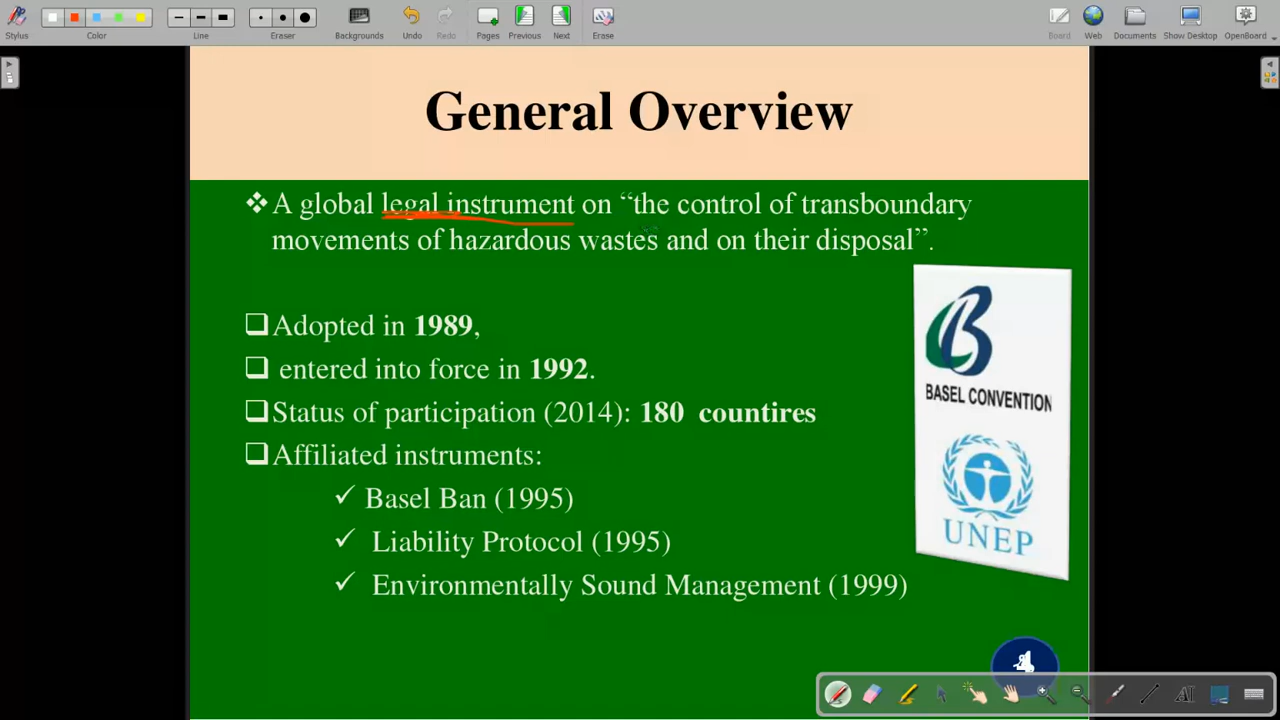 Stylus
Color
Line
Eraser
Backgrounds
Undo
Redo
Pages
Previous
Next
Erase
Board
Web
Documents
Show Desktop
OpenBoard
General Overview
A global legal instrument on “the control of transboundary
movements of hazardous wastes and on their disposal”.
Adopted in 1989,
entered into force in 1992.
Status of participation (2014): 180 countires
Affiliated instruments:
Basel Ban (1995)
Liability Protocol (1995)
Environmentally Sound Management (1999)
BASEL CONVENTION
UNEP
4